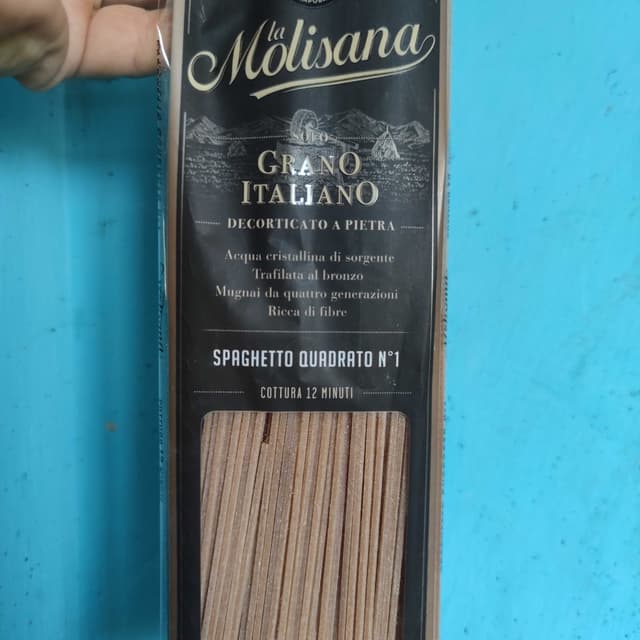 la
Molisana
SOLO
GRANO
ITALIANO
DECORTICATO A PIETRA
Acqua cristallina di sorgente
Trafilata al bronzo
Mugnai da quattro generazioni
Ricca di fibre
SPAGHETTO QUADRATO N°1
COTTURA 12 MINUTI